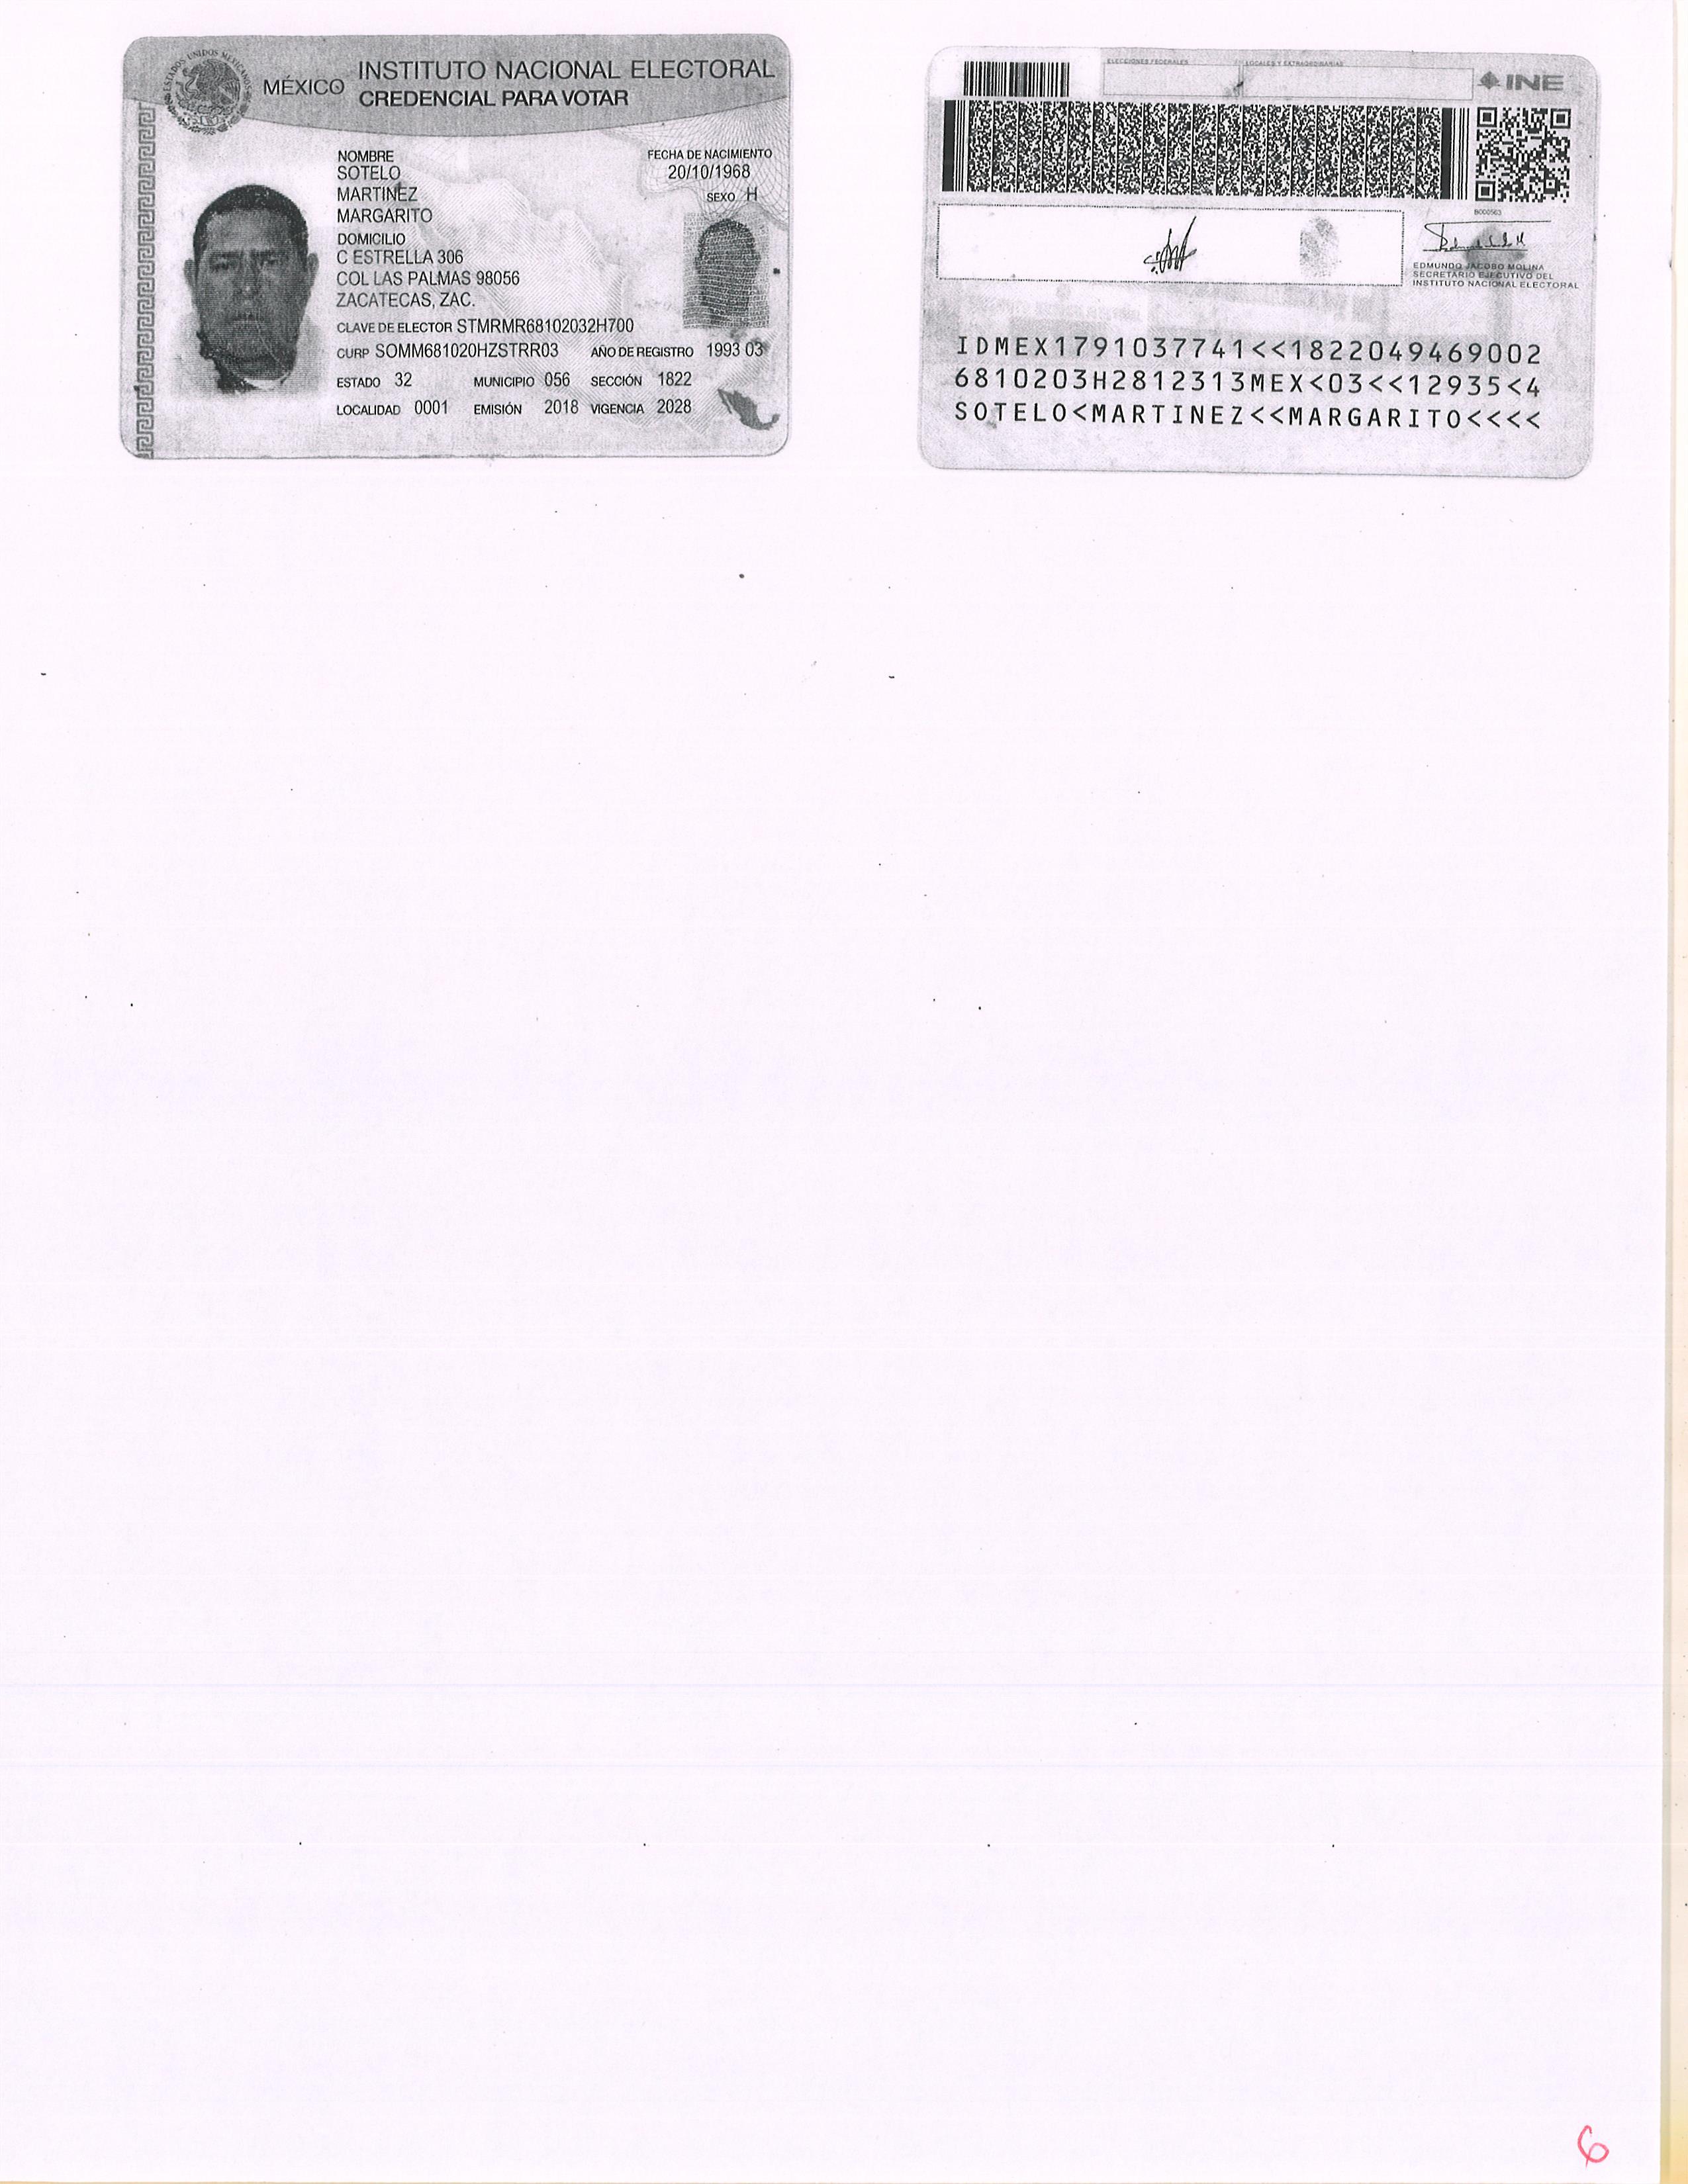 ESTADOS UNIDOS MEXICANOS
MÉXICO
INSTITUTO NACIONAL ELECTORAL
CREDENCIAL PARA VOTAR
NOMBRE
SOTELO
MARTINEZ
MARGARITO
FECHA DE NACIMIENTO
20/10/1968
SEXO H
DOMICILIO
C ESTRELLA 306
COL LAS PALMAS 98056
ZACATECAS, ZAC.
CLAVE DE ELECTOR STMRMR68102032H700
CURP SOMM681020HZSTRR03 AÑO DE REGISTRO 1993 03
ESTADO 32 MUNICIPIO 056 SECCIÓN 1822
LOCALIDAD 0001 EMISIÓN 2018 VIGENCIA 2028
ELECCIONES FEDERALES LOCALES Y EXTRAORDINARIAS
INE
EDMUNDO JACOBO MOLINA
SECRETARIO EJECUTIVO DEL
INSTITUTO NACIONAL ELECTORAL
IDMEX1791037741<<1822049469002
6810203H2812313MEX<03<<12935<4
SOTELO<MARTINEZ<<MARGARITO<<<<
6